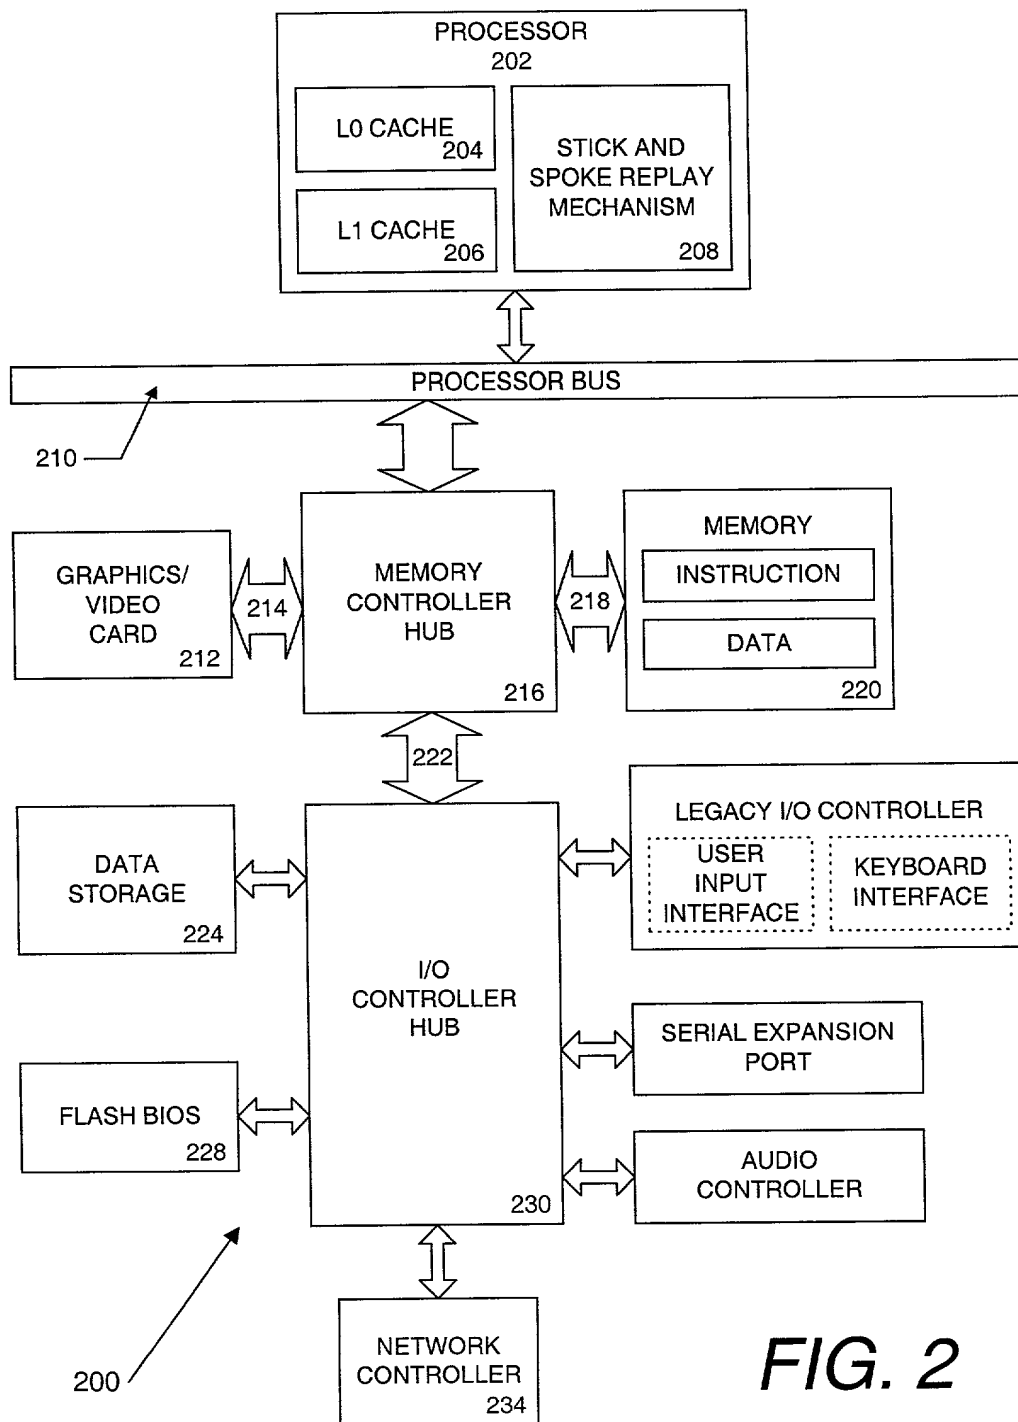 PROCESSOR
202
L0 CACHE
204
L1 CACHE
206
STICK AND
SPOKE REPLAY
MECHANISM
208
PROCESSOR BUS
210
GRAPHICS/
VIDEO
CARD
212
214
MEMORY
CONTROLLER
HUB
216
218
MEMORY
INSTRUCTION
DATA
220
222
DATA
STORAGE
224
LEGACY I/O CONTROLLER
USER
INPUT
INTERFACE
KEYBOARD
INTERFACE
I/O
CONTROLLER
HUB
230
SERIAL EXPANSION
PORT
FLASH BIOS
228
AUDIO
CONTROLLER
NETWORK
CONTROLLER
234
200
FIG. 2